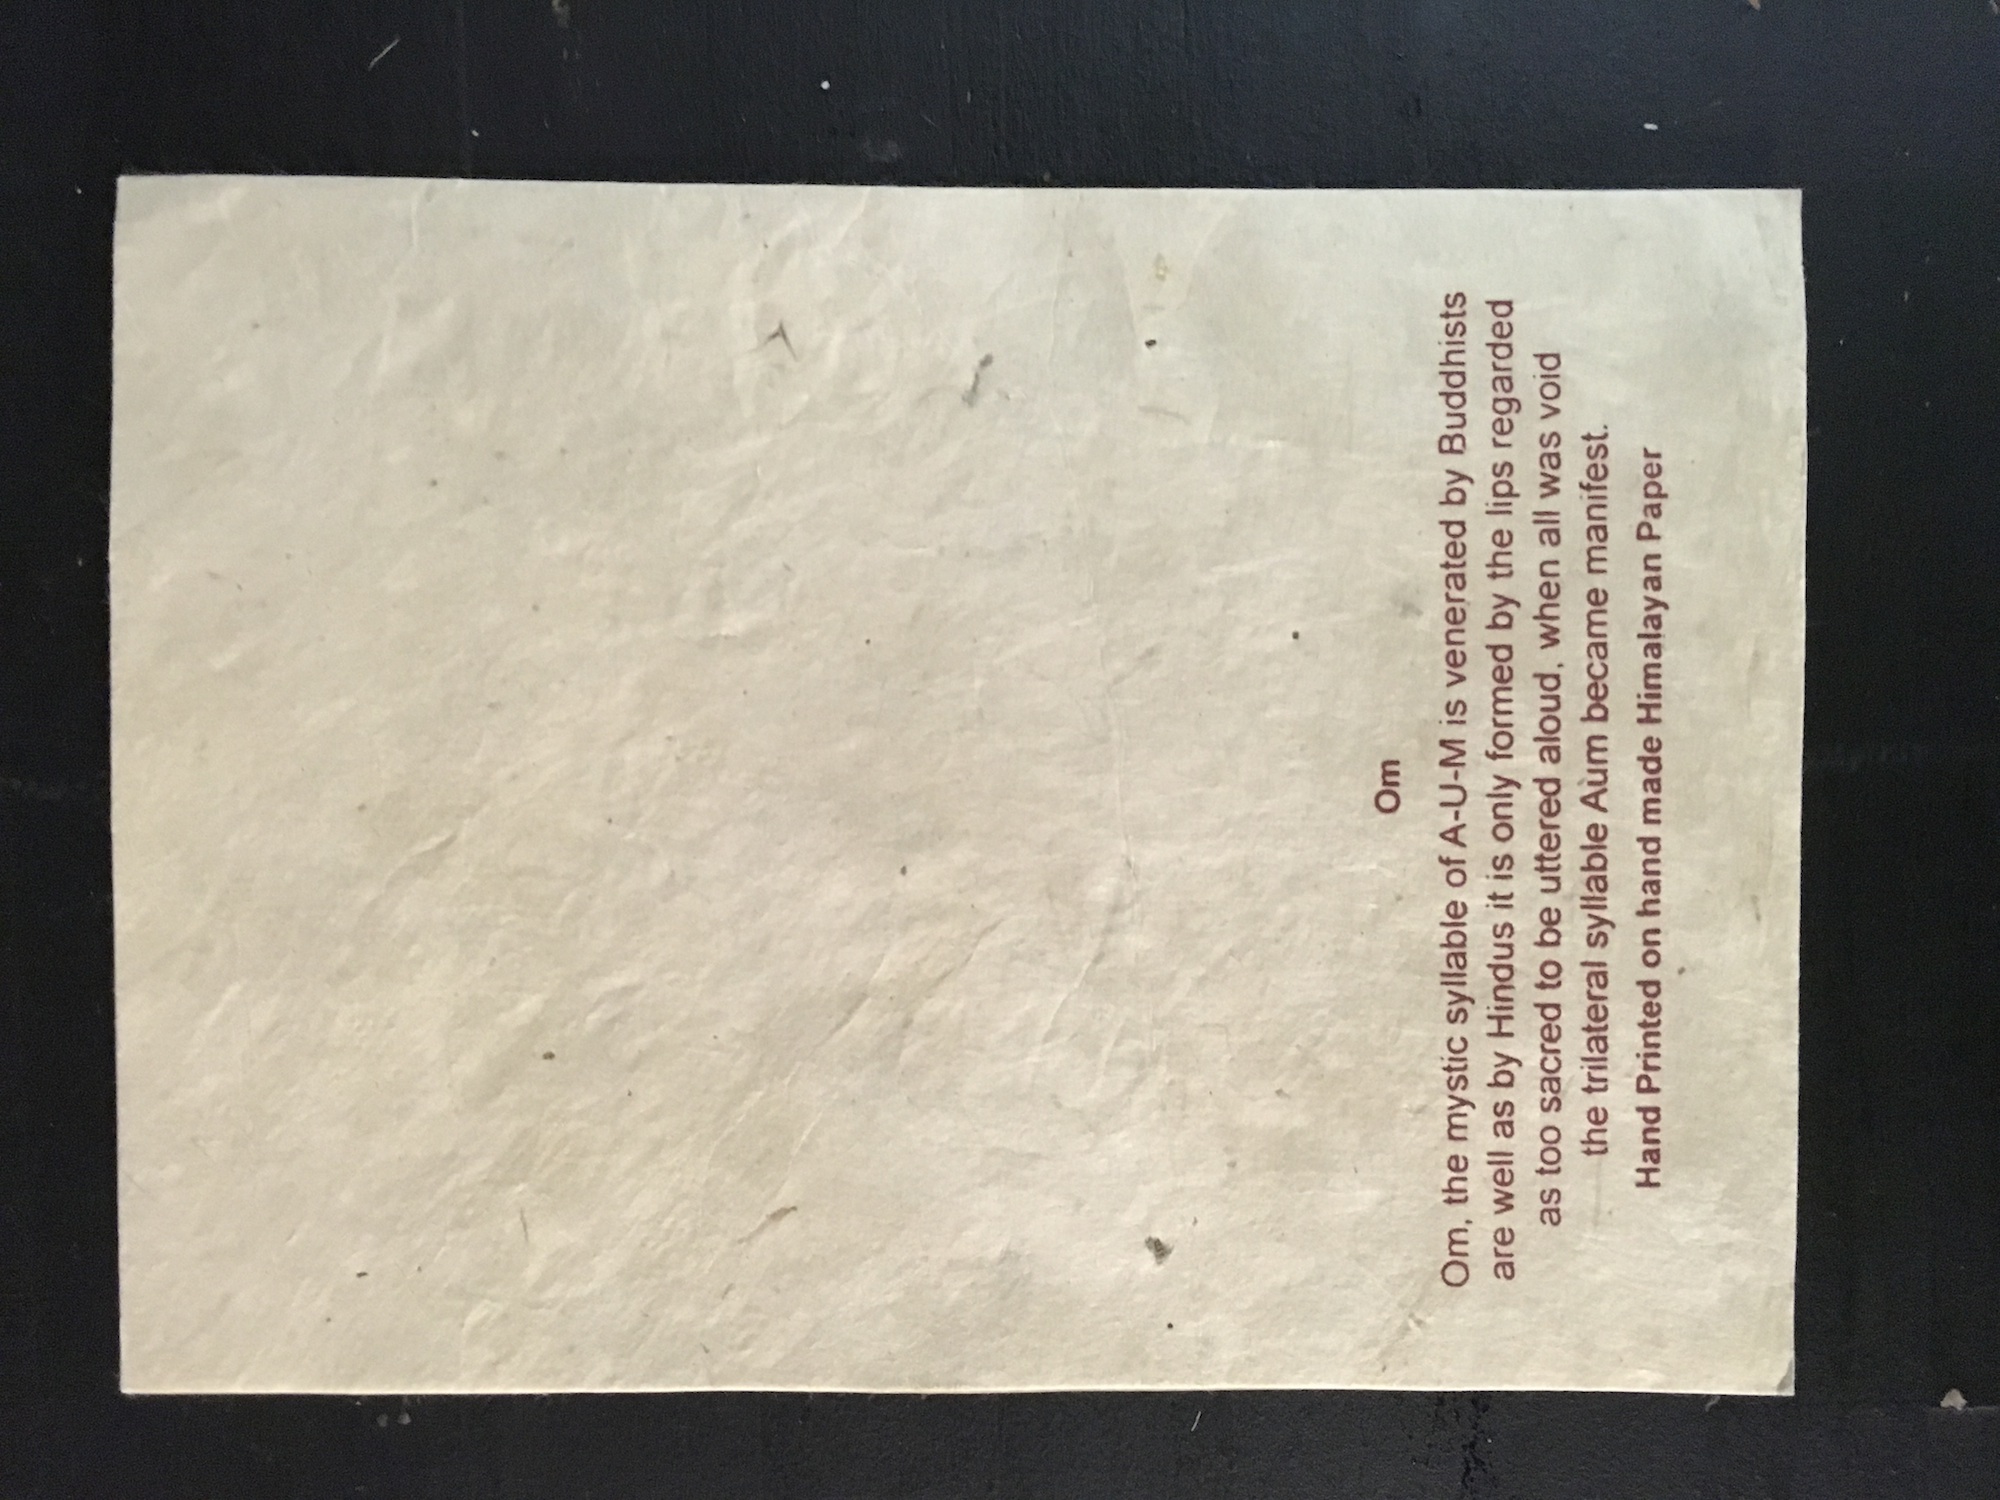 Om
Om, the mystic syllable of A-U-M is venerated by Buddhists
are well as by Hindus it is only formed by the lips regarded
as too sacred to be uttered aloud, when all was void
the trilateral syllable Aum became manifest.
Hand Printed on hand made Himalayan Paper